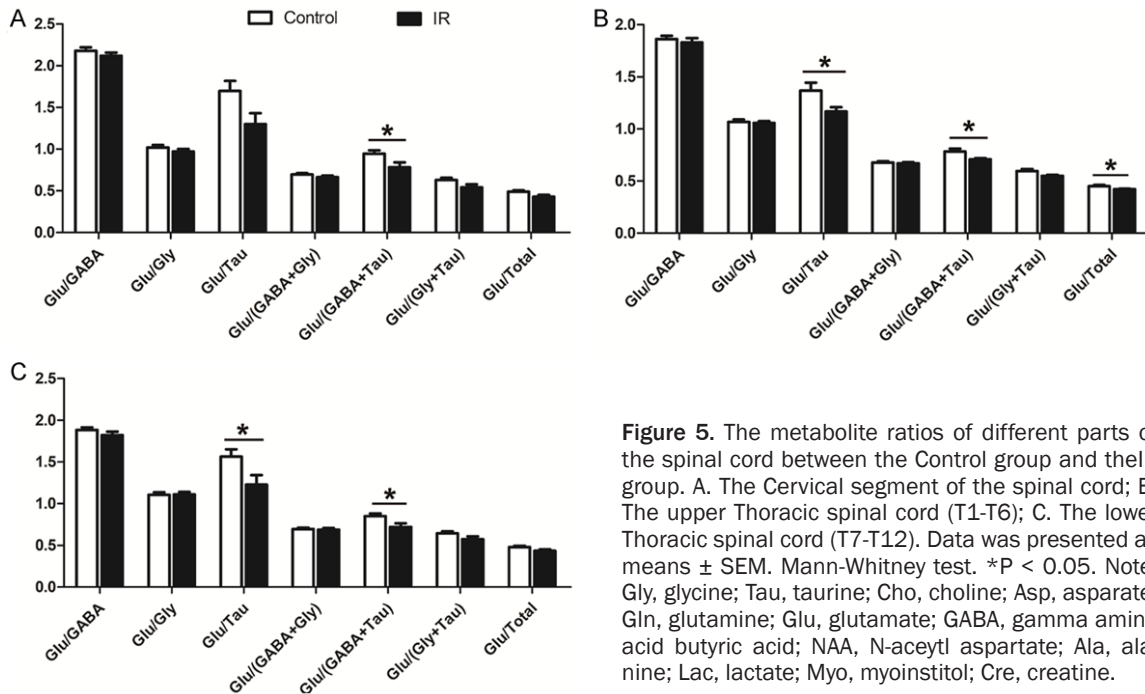 A
Control
IR
2.5
2.0
1.5
1.0
0.5
0.0
*
Glu/GABA
Glu/Gly
Glu/Tau
Glu/(GABA+Gly)
Glu/(GABA+Tau)
Glu/(Gly+Tau)
Glu/Total
B
2.0
1.5
1.0
0.5
0.0
*
*
*
Glu/GABA
Glu/Gly
Glu/Tau
Glu/(GABA+Gly)
Glu/(GABA+Tau)
Glu/(Gly+Tau)
Glu/Total
C
2.5
2.0
1.5
1.0
0.5
0.0
*
*
Glu/GABA
Glu/Gly
Glu/Tau
Glu/(GABA+Gly)
Glu/(GABA+Tau)
Glu/(Gly+Tau)
Glu/Total
Figure 5. The metabolite ratios of different parts o
the spinal cord between the Control group and theI
group. A. The Cervical segment of the spinal cord;
The upper Thoracic spinal cord (T1-T6); C. The lowe
Thoracic spinal cord (T7-T12). Data was presented a
means ± SEM. Mann-Whitney test. *P < 0.05. Note
Gly, glycine; Tau, taurine; Cho, choline; Asp, asparate
Gln, glutamine; Glu, glutamate; GABA, gamma amin
acid butyric acid; NAA, N-aceytl aspartate; Ala, ala-
nine; Lac, lactate; Myo, myoinstitol; Cre, creatine.